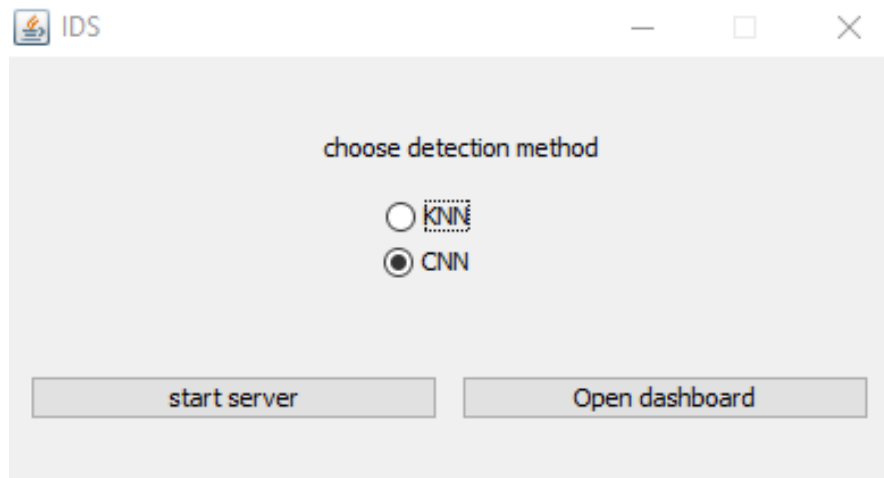 IDS
choose detection method
KNN
CNN
start server
Open dashboard